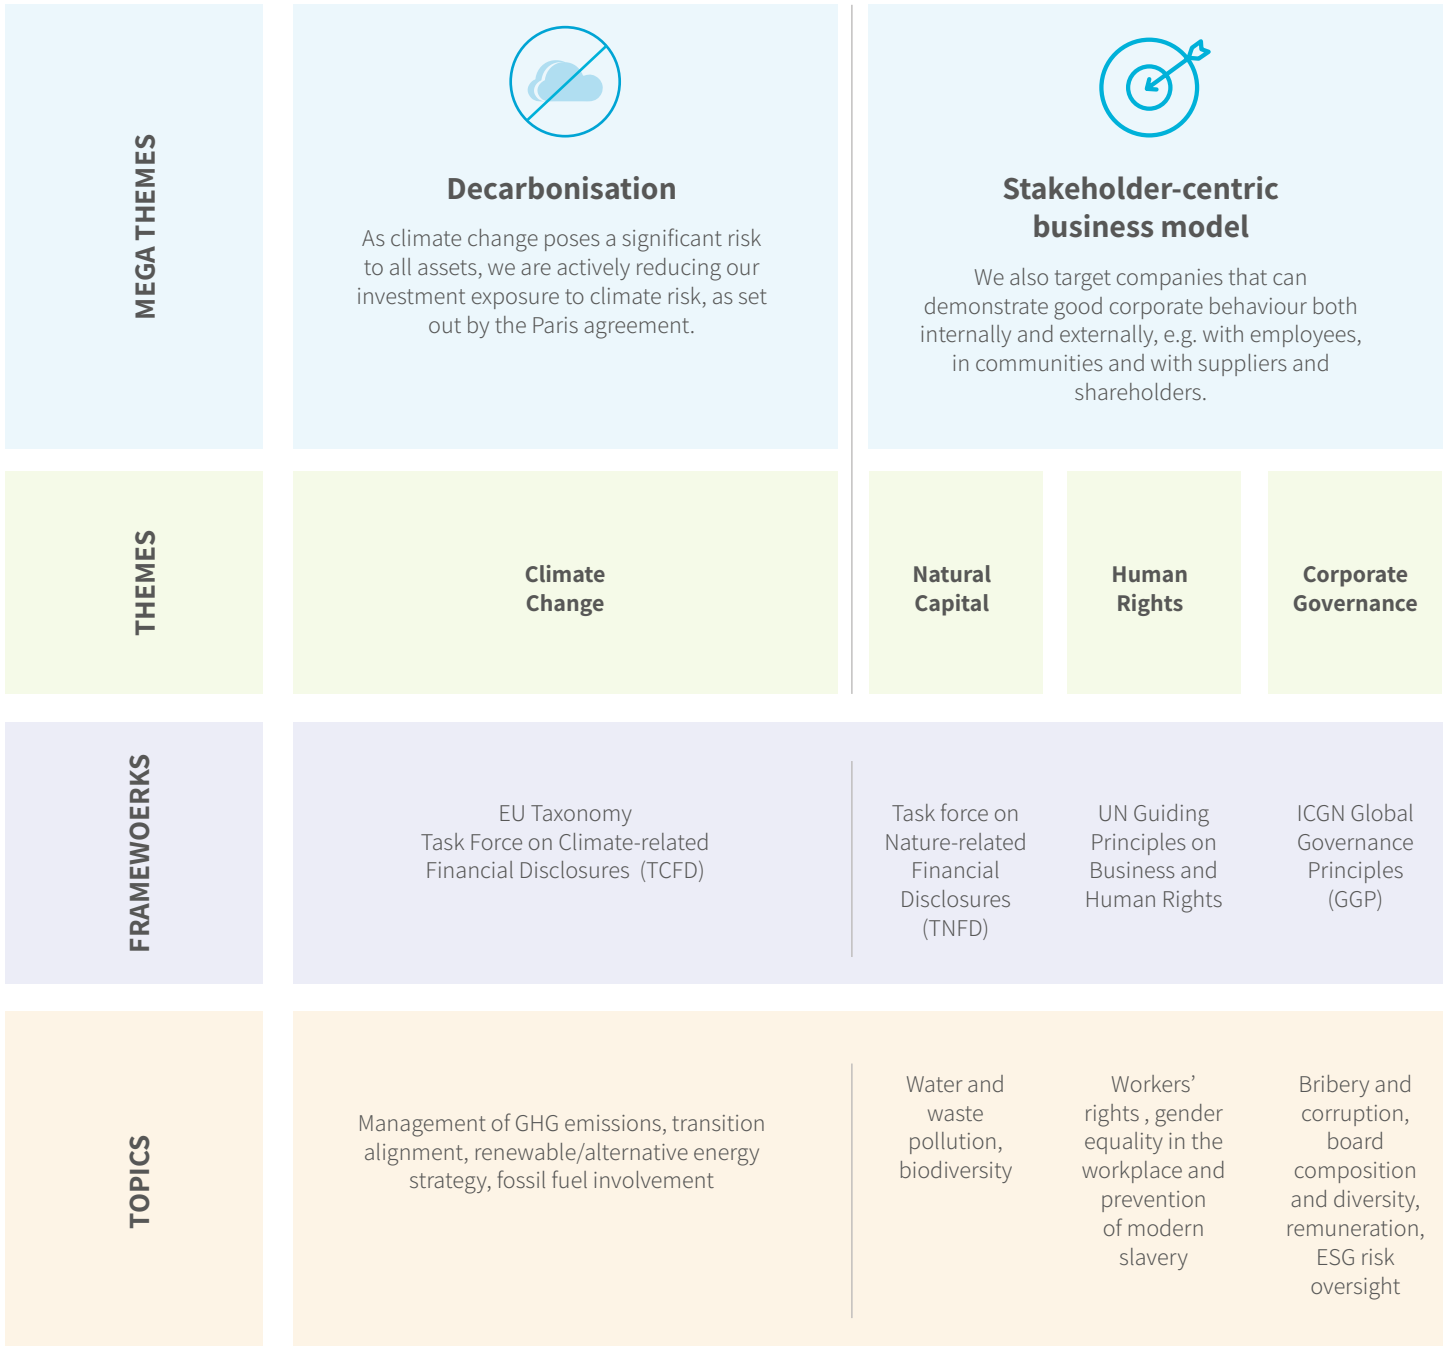 MEGA THEMES
Decarbonisation
As climate change poses a significant risk
to all assets, we are actively reducing our
investment exposure to climate risk, as set
out by the Paris agreement.
Stakeholder-centric
business model
We also target companies that can
demonstrate good corporate behaviour both
internally and externally, e.g. with employees,
in communities and with suppliers and
shareholders.
THEMES
Climate
Change
Natural
Capital
Human
Rights
Corporate
Governance
FRAMEWOERKS
EU Taxonomy
Task Force on Climate-related
Financial Disclosures (TCFD)
Task force on
Nature-related
Financial
Disclosures
(TNFD)
UN Guiding
Principles on
Business and
Human Rights
ICGN Global
Governance
Principles
(GGP)
TOPICS
Management of GHG emissions, transition
alignment, renewable/alternative energy
strategy, fossil fuel involvement
Water and
waste
pollution,
biodiversity
Workers’
rights , gender
equality in the
workplace and
prevention
of modern
slavery
Bribery and
corruption,
board
composition
and diversity,
remuneration,
ESG risk
oversight